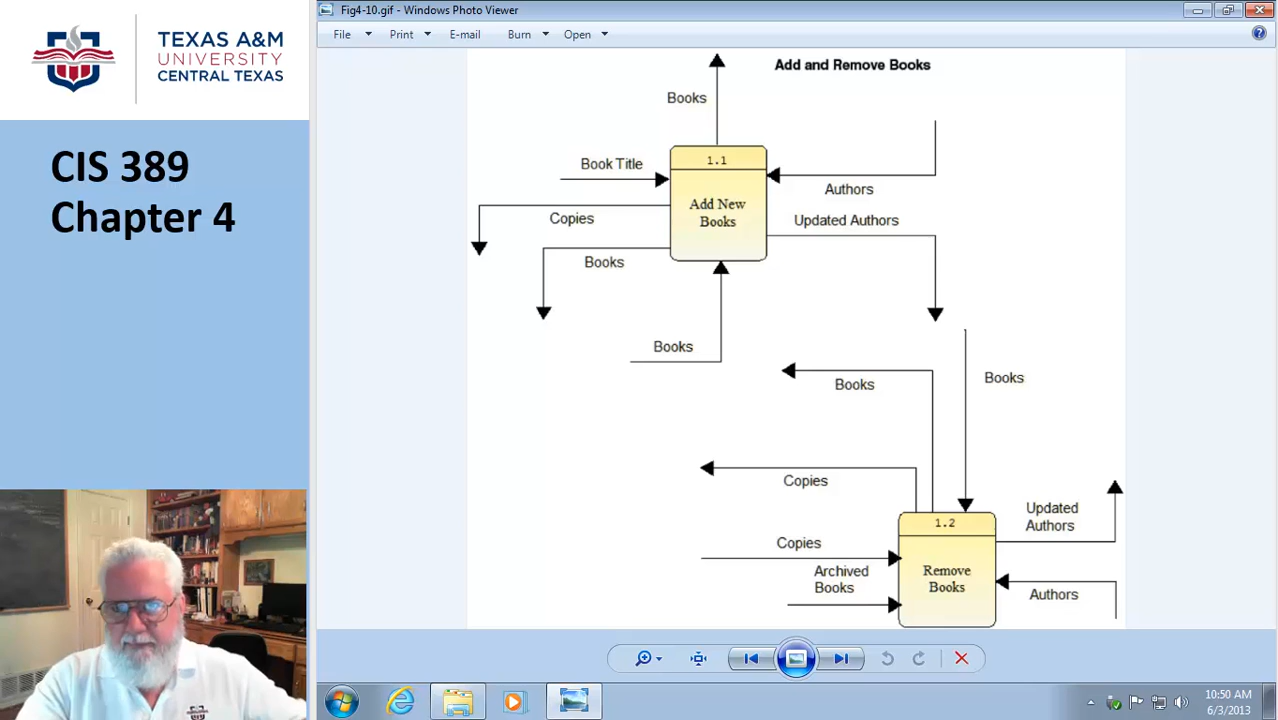 TEXAS A&M
UNIVERSITY
CENTRAL TEXAS
CIS 389
Chapter 4
Fig4-10.gif - Windows Photo Viewer
File Print E-mail Burn Open
Add and Remove Books
Books
1.1
Book Title
Add New
Books
Authors
Copies
Updated Authors
Books
Books
Books
Books
Copies
1.2
Updated
Authors
Copies
Remove
Books
Archived
Books
Authors
10:50 AM
6/3/2013